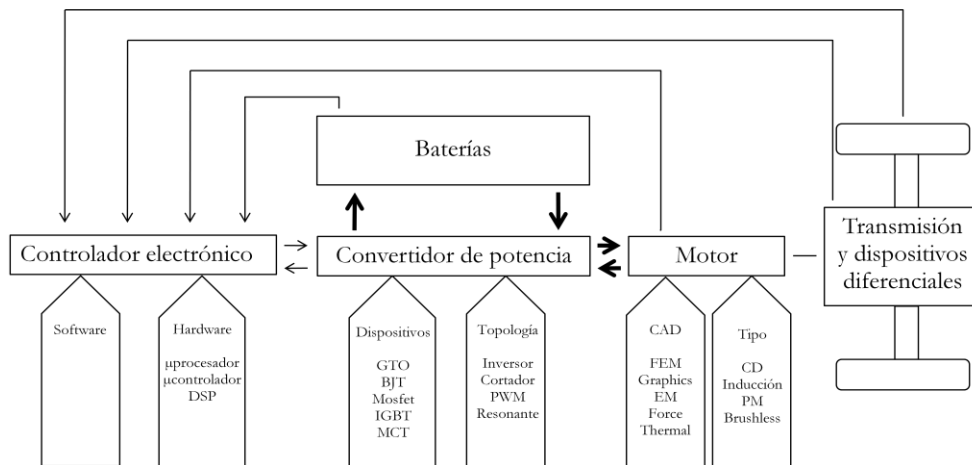 Baterías
Controlador electrónico
Convertidor de potencia
Motor
Transmisión
y dispositivos
diferenciales
Software
Hardware
μprocesador
μcontrolador
DSP
Dispositivos
GTO
BJT
Mosfet
IGBT
MCT
Topología
Inversor
Cortador
PWM
Resonante
CAD
FEM
Graphics
EM
Force
Thermal
Tipo
CD
Inducción
PM
Brushless